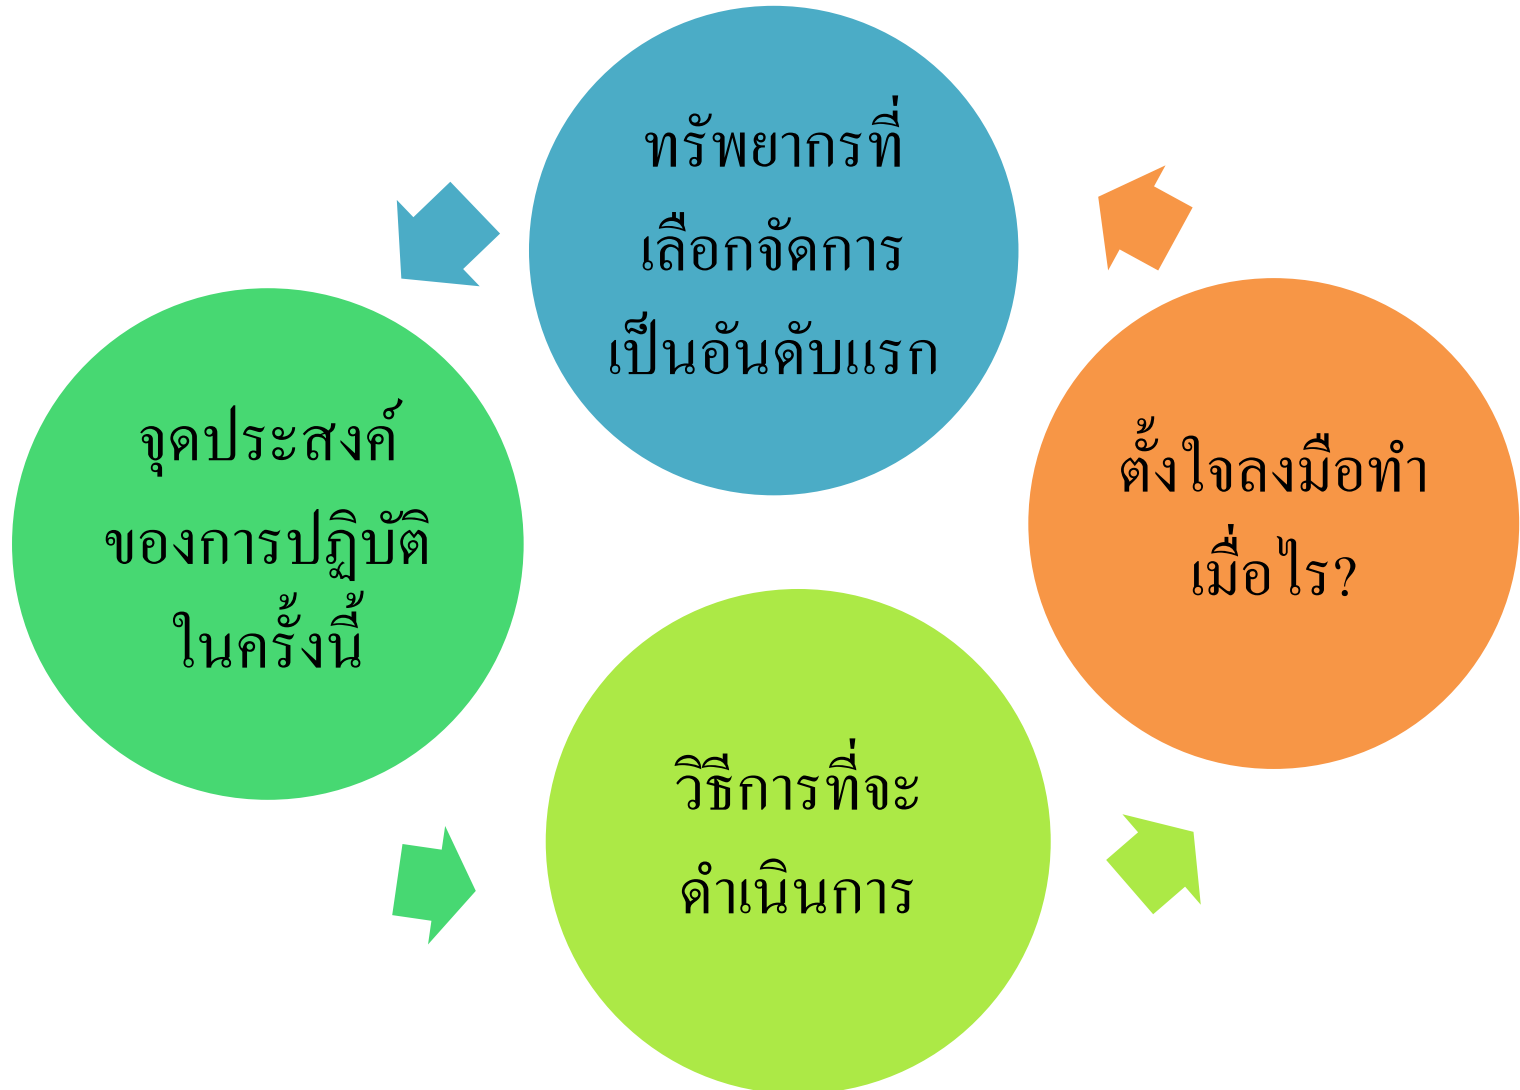 ทรัพยากรที่
เลือกจัดการ
เป็นอันดับแรก
จุดประสงค์
ของการปฏิบัติ
ในครั้งนี้
วิธีการที่จะ
ดำเนินการ
ตั้งใจลงมือทำ
เมื่อไร?